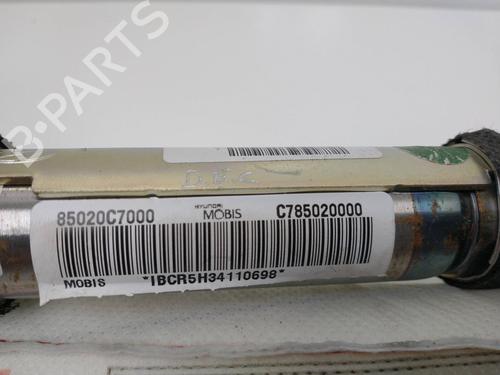 B-PARTS
D.B.C
85020C7000 HYUNDAI MOBIS C785020000
MOBIS *IBCR5H34110698*